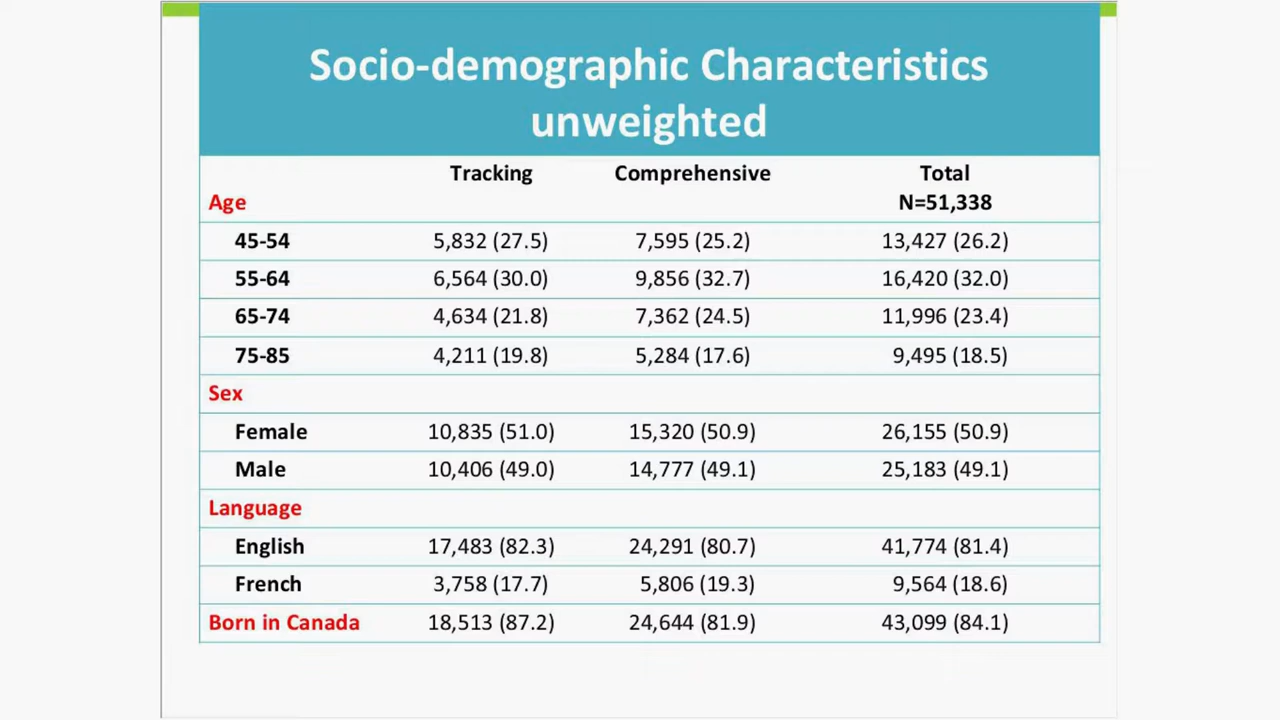 Socio-demographic Characteristics
unweighted
Tracking Comprehensive Total
Age N=51,338
45-54 5,832 (27.5) 7,595 (25.2) 13,427 (26.2)
55-64 6,564 (30.0) 9,856 (32.7) 16,420 (32.0)
65-74 4,634 (21.8) 7,362 (24.5) 11,996 (23.4)
75-85 4,211 (19.8) 5,284 (17.6) 9,495 (18.5)
Sex
Female 10,835 (51.0) 15,320 (50.9) 26,155 (50.9)
Male 10,406 (49.0) 14,777 (49.1) 25,183 (49.1)
Language
English 17,483 (82.3) 24,291 (80.7) 41,774 (81.4)
French 3,758 (17.7) 5,806 (19.3) 9,564 (18.6)
Born in Canada 18,513 (87.2) 24,644 (81.9) 43,099 (84.1)